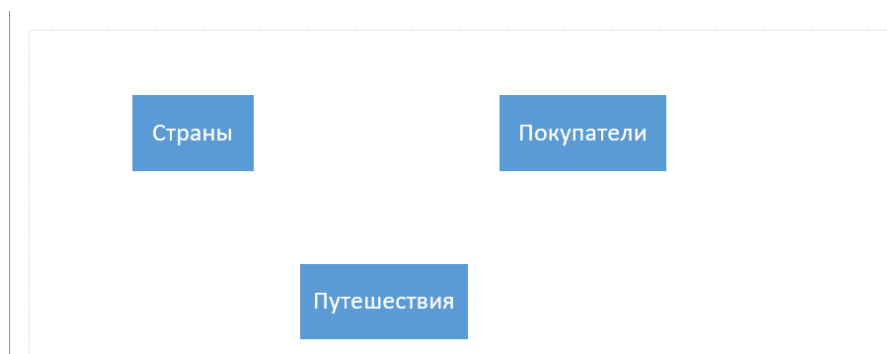 Страны
Покупатели
Путешествия